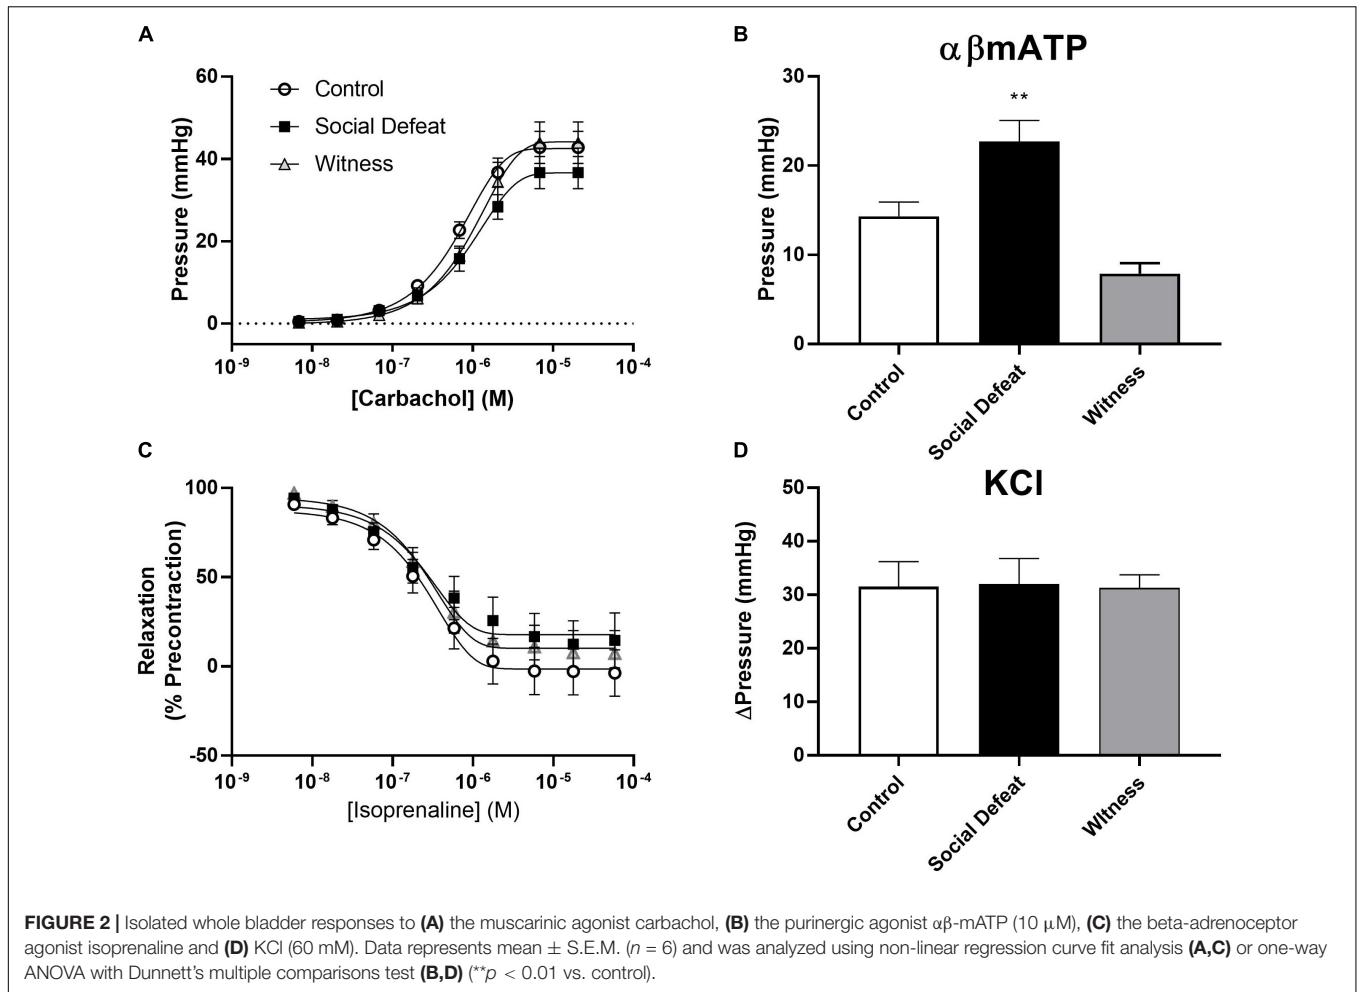 A
60
40
20
0
Pressure (mmHg)
Control
Social Defeat
Witness
10-9 10-8 10-7 10-6 10-5 10-4
[Carbachol] (M)
B
αβmATP
**
30
20
10
0
Pressure (mmHg)
Control
Social Defeat
Witness
C
100
50
0
-50
Relaxation
(% Precontraction)
10-9 10-8 10-7 10-6 10-5 10-4
[Isoprenaline] (M)
D
KCl
50
40
30
20
10
0
ΔPressure (mmHg)
Control
Social Defeat
WItness
FIGURE 2 | Isolated whole bladder responses to (A) the muscarinic agonist carbachol, (B) the purinergic agonist αβ-mATP (10 μM), (C) the beta-adrenoceptor
agonist isoprenaline and (D) KCl (60 mM). Data represents mean ± S.E.M. (n = 6) and was analyzed using non-linear regression curve fit analysis (A,C) or one-way
ANOVA with Dunnett's multiple comparisons test (B,D) (**p < 0.01 vs. control).